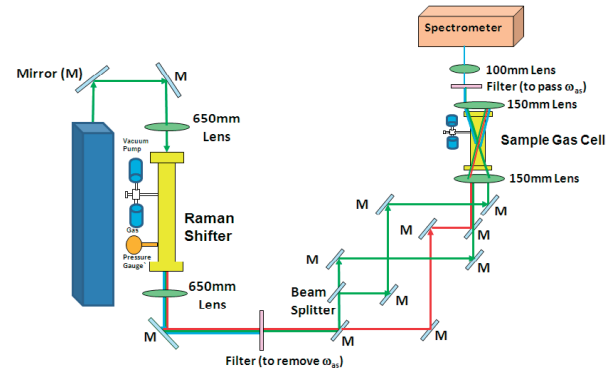 Spectrometer
Mirror (M)
M
100mm Lens
Filter (to pass ωas)
150mm Lens
650mm
Lens
Sample Gas Cell
Vacuum
Pump
150mm Lens
M
M
Gas
Raman
Shifter
M
Pressure
Gauge`
M
M
650mm
Lens
Beam
Splitter
M
M
M
M
Filter (to remove ωas)